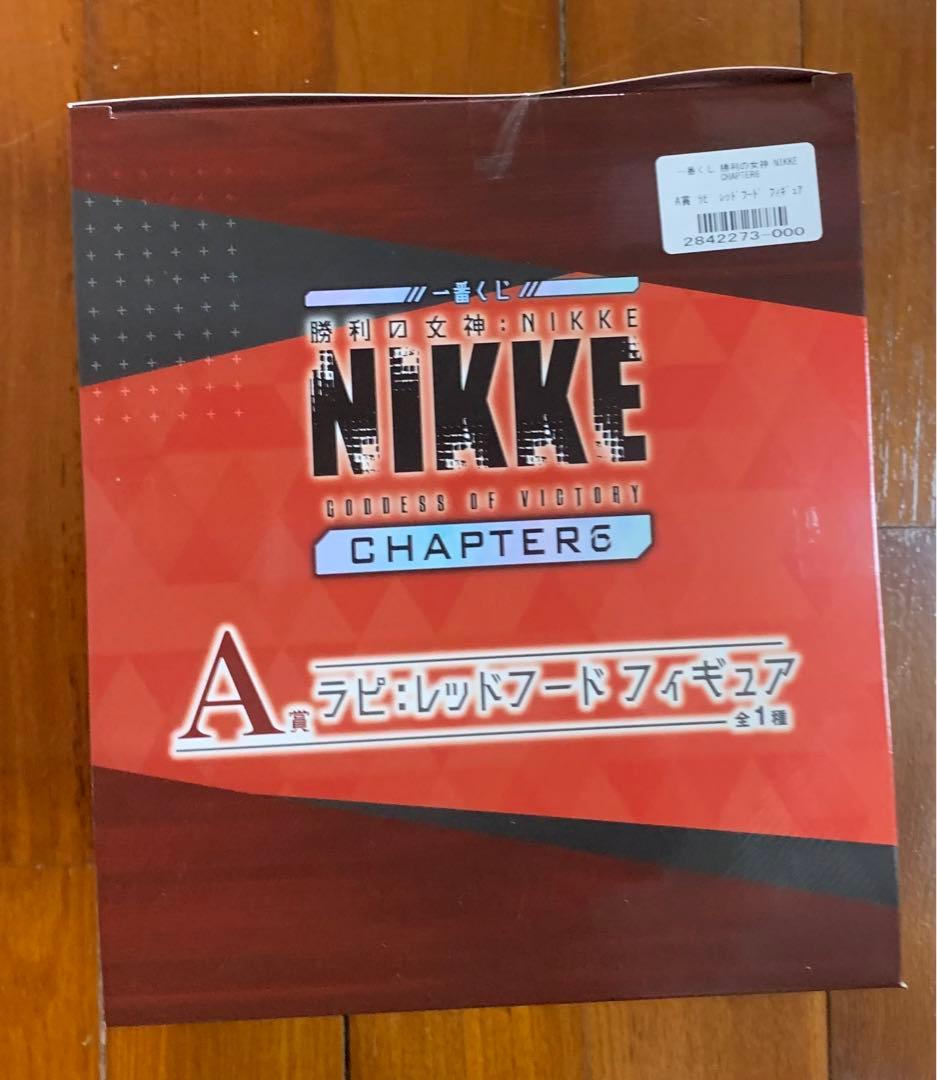 一番くじ 勝利の女神 NIKKE
CHAPTER6
A賞 ラピ レッドフード フィギュア
2842273-000
一番くじ
勝利の女神:NIKKE
NIKKE
GODDESS OF VICTORY
CHAPTER6
A賞 ラピ:レッドフード フィギュア
全1種